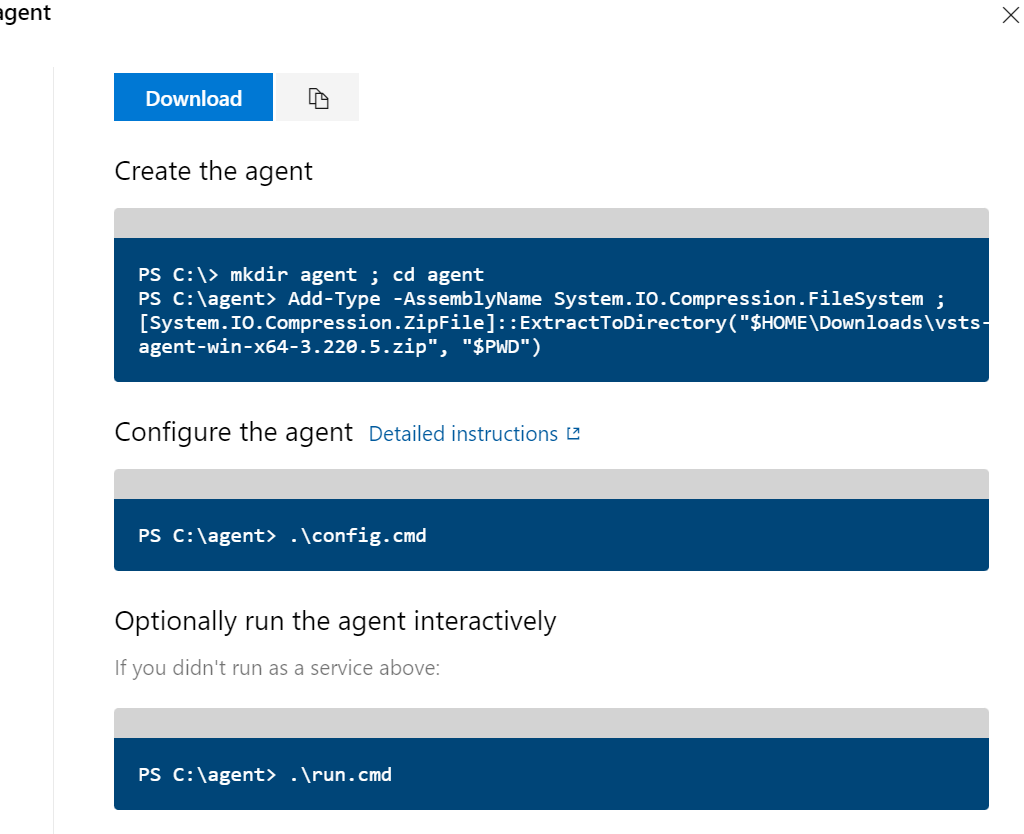 agent
Download
Create the agent
PS C:\> mkdir agent ; cd agent
PS C:\agent> Add-Type -AssemblyName System.IO.Compression.FileSystem ;
[System.IO.Compression.ZipFile]::ExtractToDirectory("$HOME\Downloads\vsts-
agent-win-x64-3.220.5.zip", "$PWD")
Configure the agent Detailed instructions
PS C:\agent> .\config.cmd
Optionally run the agent interactively
If you didn't run as a service above:
PS C:\agent> .\run.cmd